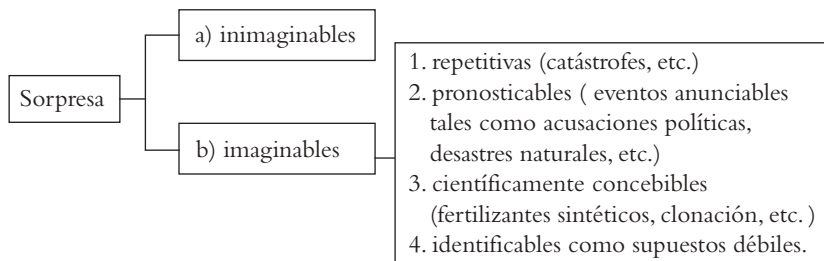 Sorpresa
a) inimaginables
b) imaginables
1. repetitivas (catástrofes, etc.)
2. pronosticables ( eventos anunciables
tales como acusaciones políticas,
desastres naturales, etc.)
3. científicamente concebibles
(fertilizantes sintéticos, clonación, etc. )
4. identificables como supuestos débiles.